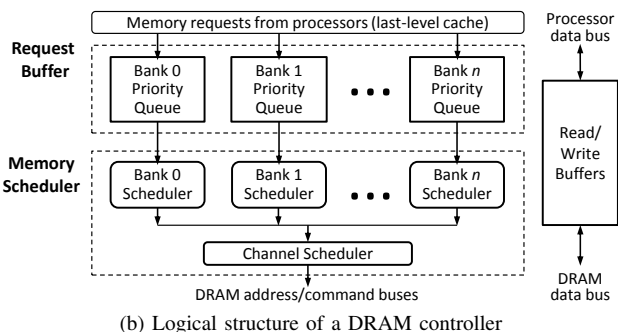 Memory requests from processors (last-level cache)
Request
Buffer
Bank 0
Priority
Queue
Bank 1
Priority
Queue
Bank n
Priority
Queue
Memory
Scheduler
Bank 0
Scheduler
Bank 1
Scheduler
Bank n
Scheduler
Channel Scheduler
DRAM address/command buses
Processor
data bus
Read/
Write
Buffers
DRAM
data bus
(b) Logical structure of a DRAM controller